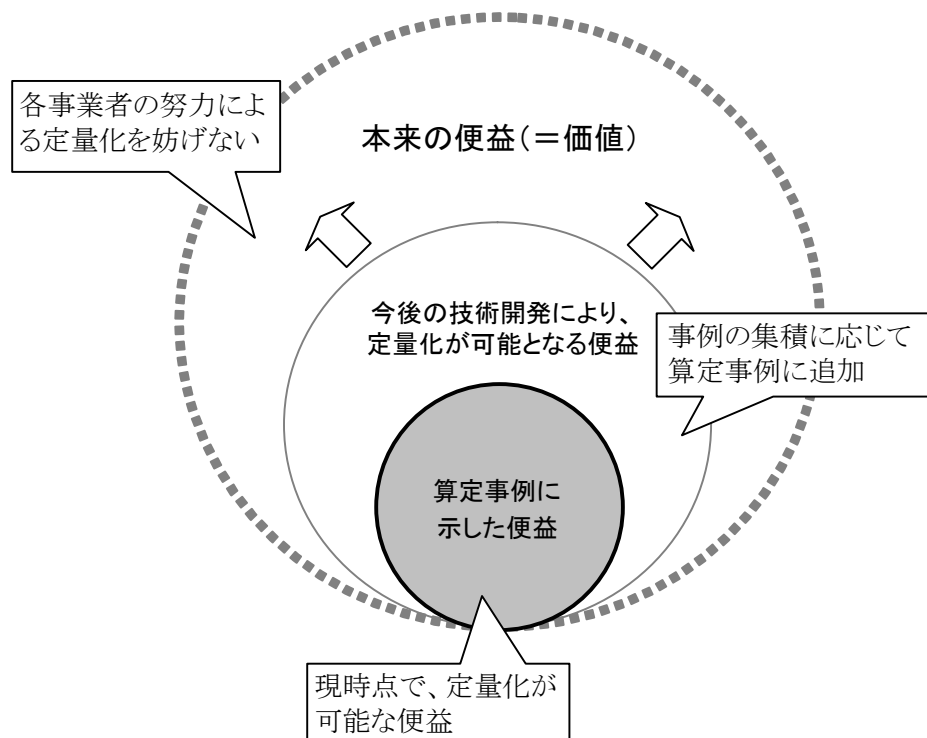 各事業者の努力によ
る定量化を妨げない
本来の便益(=価値)
今後の技術開発により、
定量化が可能となる便益
事例の集積に応じて
算定事例に追加
算定事例に
示した便益
現時点で、定量化が
可能な便益